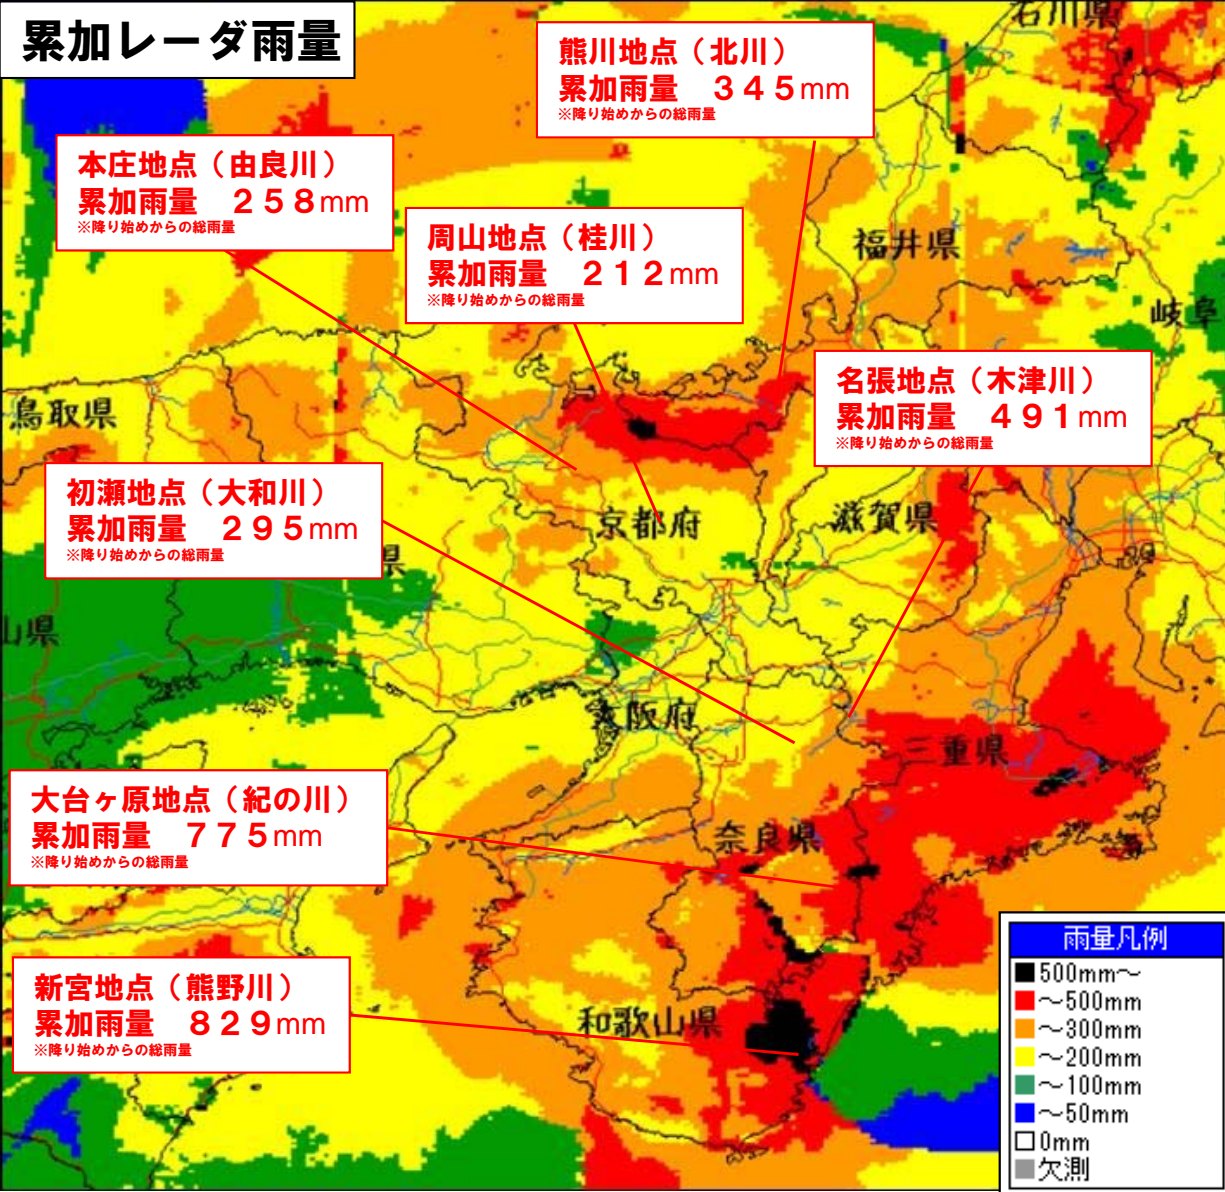 累加レーダ雨量
石川県
熊川地点（北川）
累加雨量　３４５mm
※降り始めからの総雨量
本庄地点（由良川）
累加雨量　２５８mm
※降り始めからの総雨量
周山地点（桂川）
累加雨量　２１２mm
※降り始めからの総雨量
福井県
岐阜
名張地点（木津川）
累加雨量　４９１mm
※降り始めからの総雨量
鳥取県
初瀬地点（大和川）
累加雨量　２９５mm
※降り始めからの総雨量
京都府
滋賀県
県
山県
大阪府
三重県
大台ヶ原地点（紀の川）
累加雨量　７７５mm
※降り始めからの総雨量
奈良県
新宮地点（熊野川）
累加雨量　８２９mm
※降り始めからの総雨量
和歌山県
雨量凡例
500mm～
～500mm
～300mm
～200mm
～100mm
～50mm
0mm
欠測